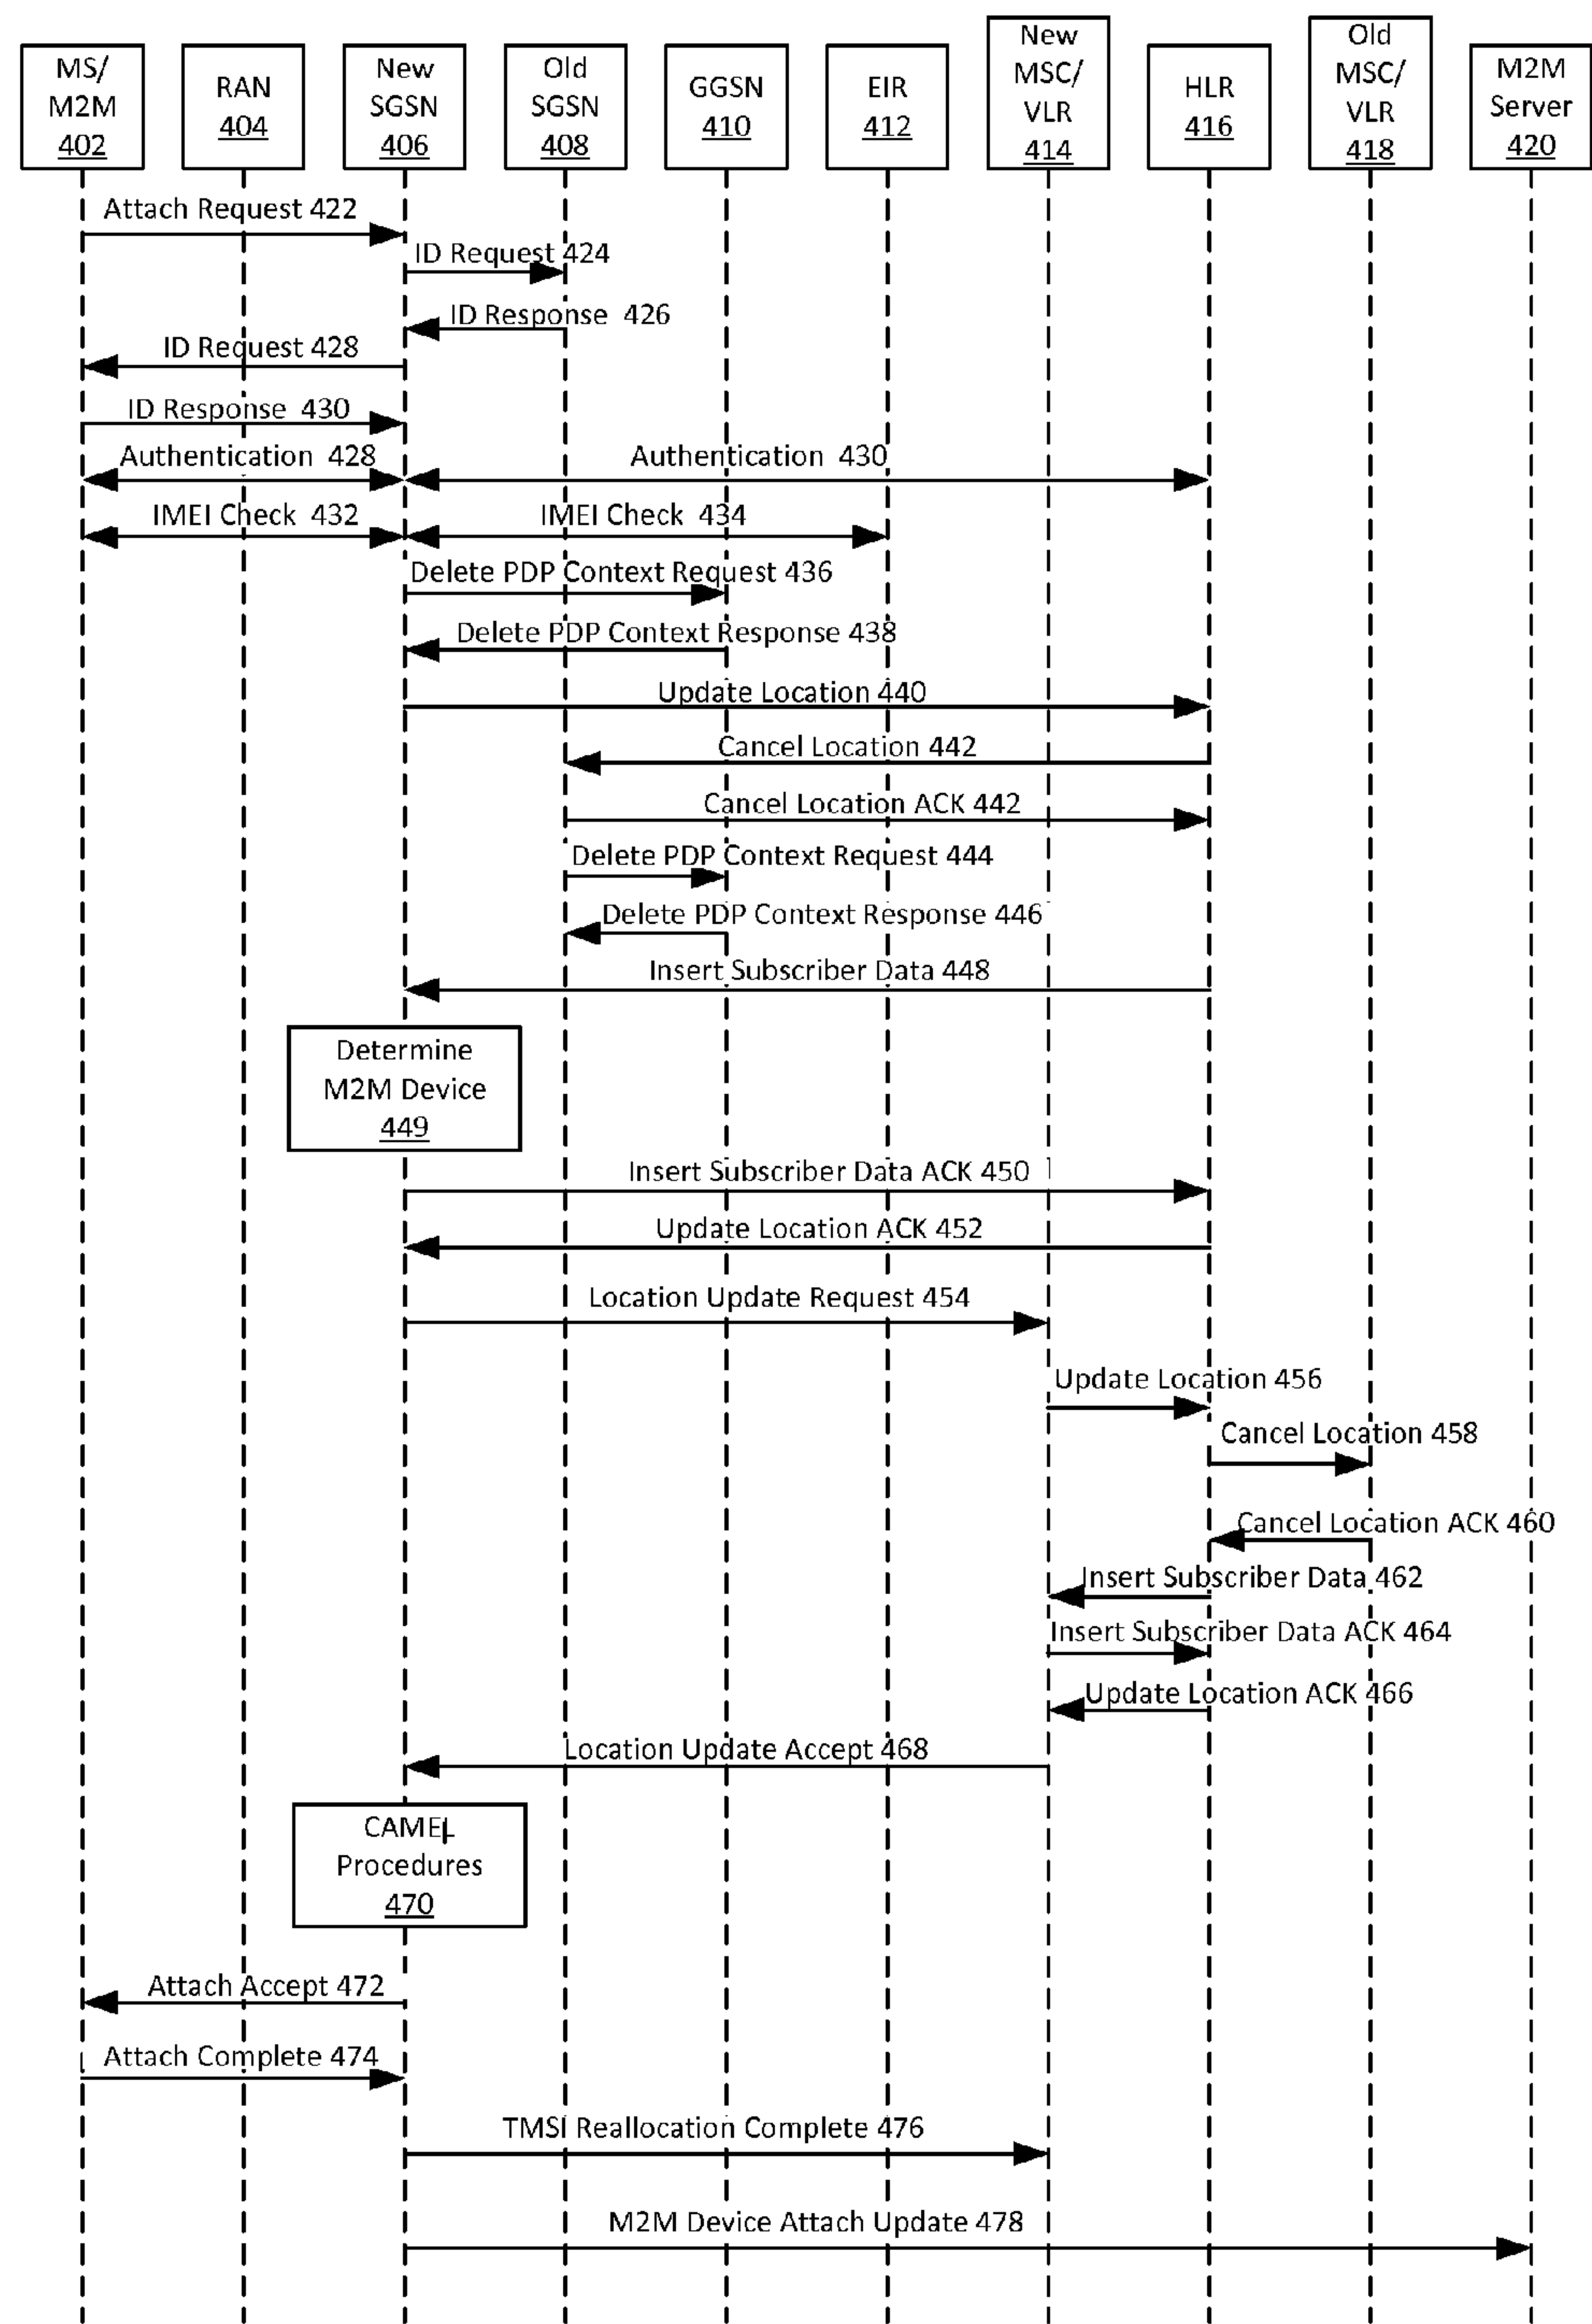 MS/
M2M
402
RAN
404
New
SGSN
406
Old
SGSN
408
GGSN
410
EIR
412
New
MSC/
VLR
414
HLR
416
Old
MSC/
VLR
418
M2M
Server
420
Attach Request 422
ID Request 424
ID Response 426
ID Request 428
ID Response 430
Authentication 428
Authentication 430
IMEI Check 432
IMEI Check 434
Delete PDP Context Request 436
Delete PDP Context Response 438
Update Location 440
Cancel Location 442
Cancel Location ACK 442
Delete PDP Context Request 444
Delete PDP Context Response 446
Insert Subscriber Data 448
Determine
M2M Device
449
Insert Subscriber Data ACK 450
Update Location ACK 452
Location Update Request 454
Update Location 456
Cancel Location 458
Cancel Location ACK 460
Insert Subscriber Data 462
Insert Subscriber Data ACK 464
Update Location ACK 466
Location Update Accept 468
CAMEL
Procedures
470
Attach Accept 472
Attach Complete 474
TMSI Reallocation Complete 476
M2M Device Attach Update 478